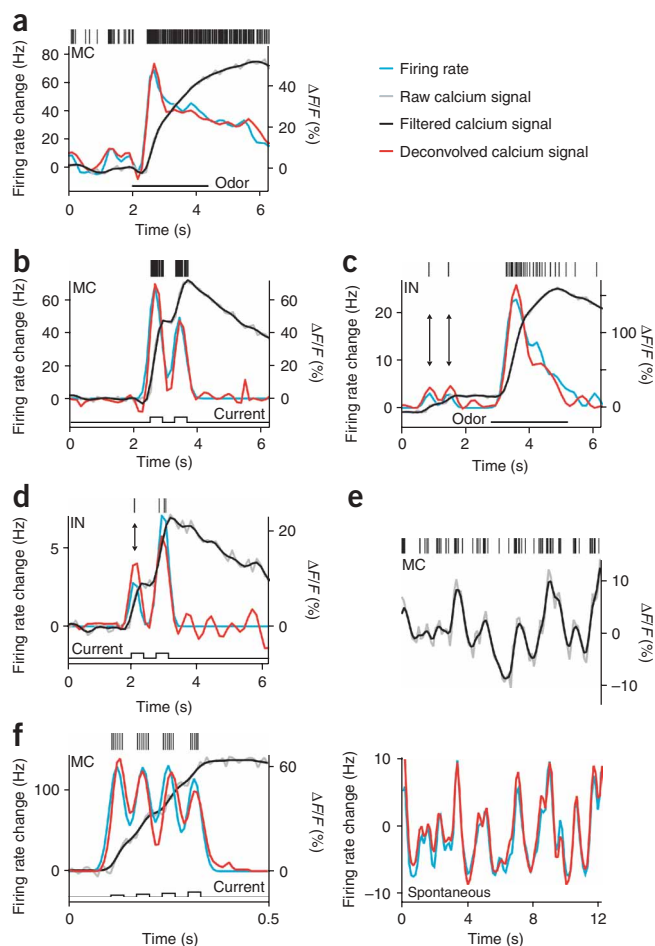 a
MC
Firing rate change (Hz)
80
60
40
20
0
ΔF/F (%)
40
20
0
Odor
0 2 4 6
Time (s)
Firing rate
Raw calcium signal
Filtered calcium signal
Deconvolved calcium signal
b
MC
Firing rate change (Hz)
60
40
20
0
ΔF/F (%)
60
40
20
0
Current
0 2 4 6
Time (s)
c
IN
Firing rate change (Hz)
20
10
0
ΔF/F (%)
100
0
Odor
0 2 4 6
Time (s)
d
IN
Firing rate change (Hz)
5
0
ΔF/F (%)
20
0
Current
0 2 4 6
Time (s)
e
MC
ΔF/F (%)
10
0
−10
Firing rate change (Hz)
10
0
−10
Spontaneous
0 4 8 12
Time (s)
f
MC
Firing rate change (Hz)
100
0
ΔF/F (%)
60
0
Current
0 0.5
Time (s)